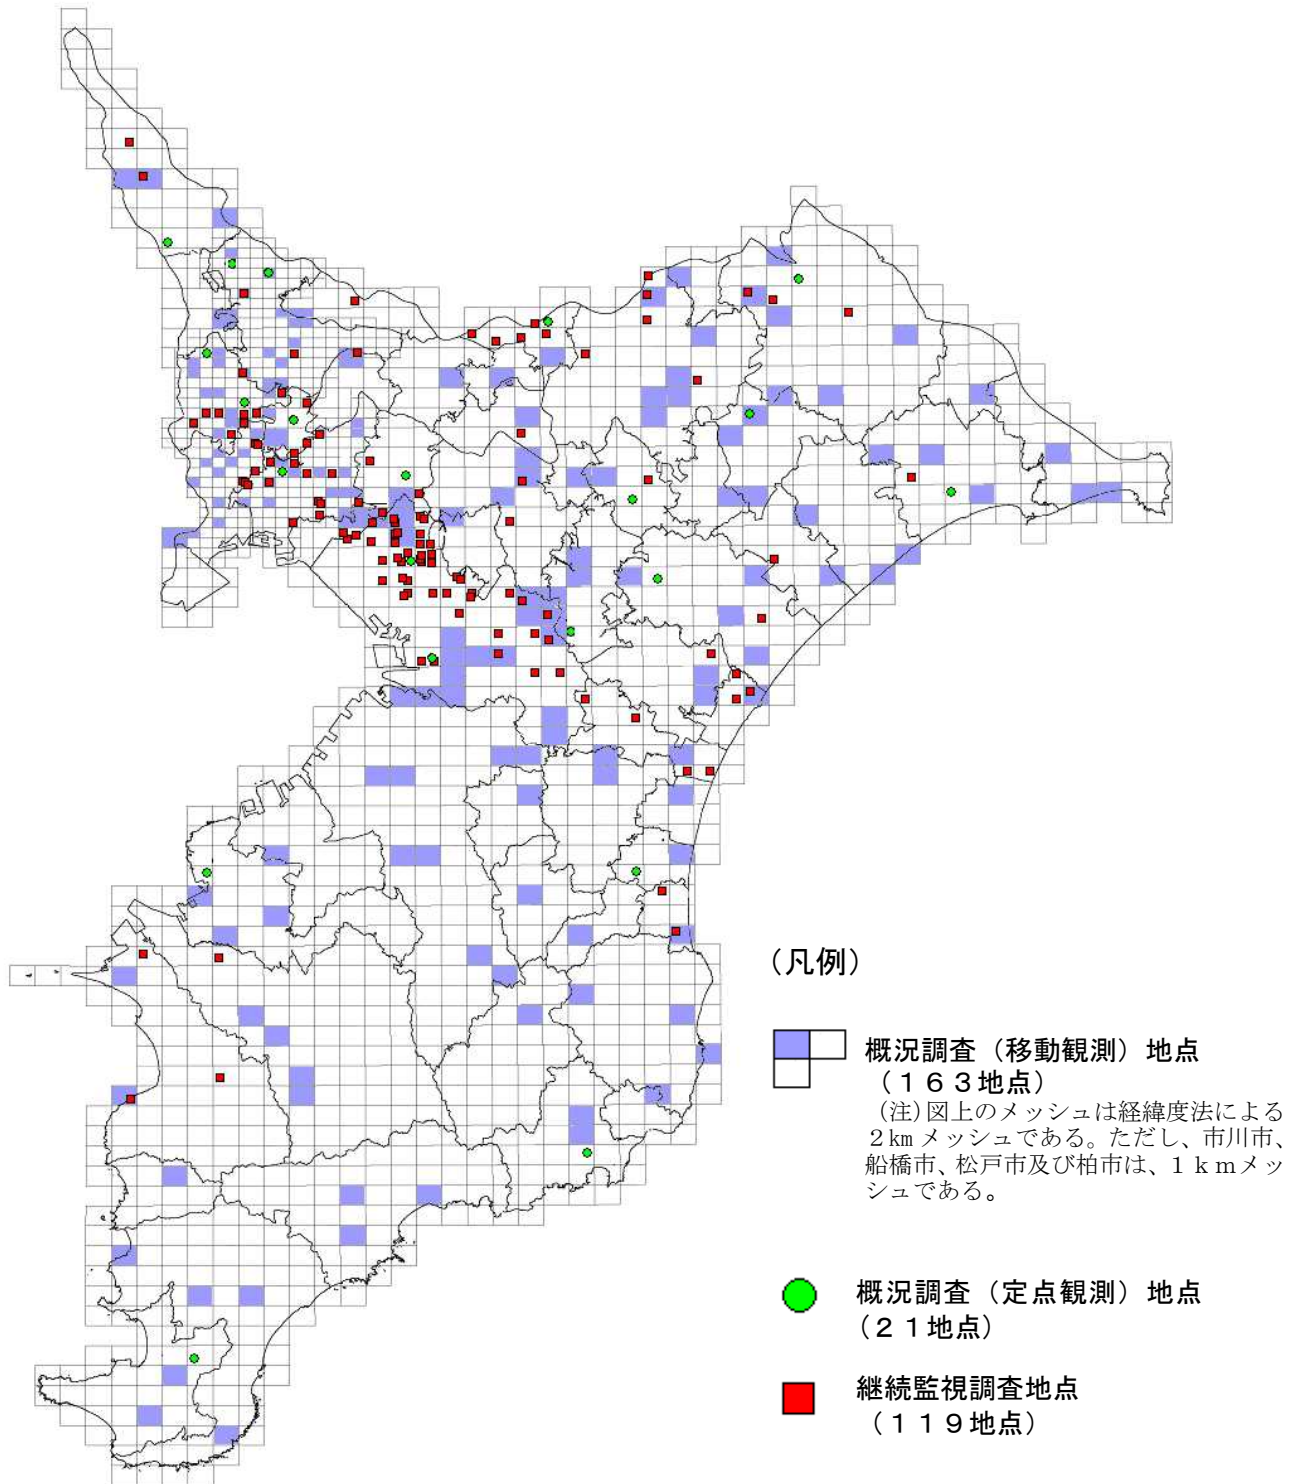 （凡例）
概況調査（移動観測）地点
（１６３地点）
（注）図上のメッシュは経緯度法による
２㎞メッシュである。ただし、市川市、
船橋市、松戸市及び柏市は、１ｋｍメッ
シュである。
概況調査（定点観測）地点
（２１地点）
継続監視調査地点
（１１９地点）